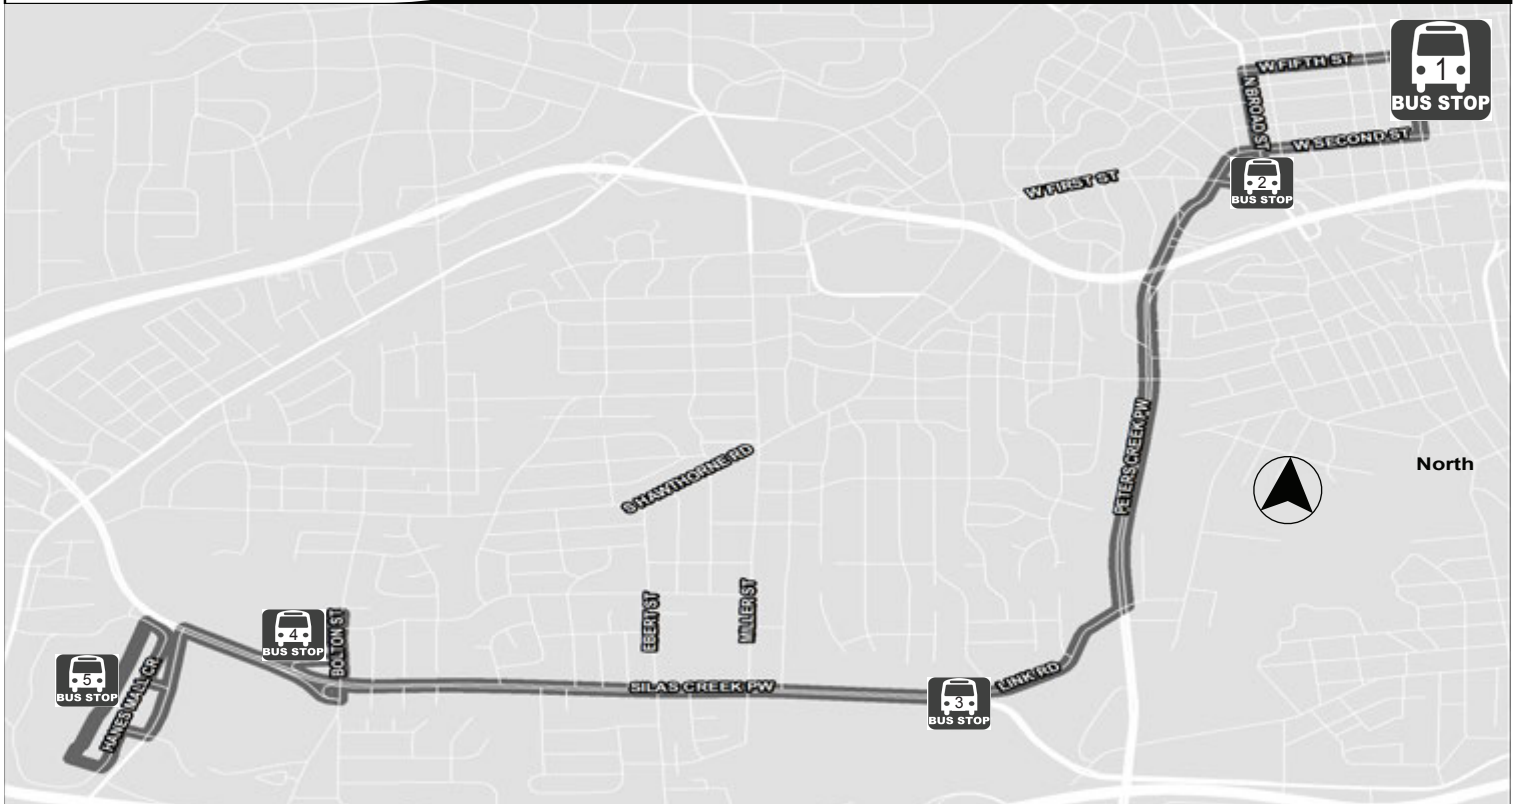 W FIFTH ST
1
BUS STOP
N BROAD ST
W SECOND ST
W FIRST ST
2
BUS STOP
PETERS CREEK PW
North
S HAWTHORNE RD
EBERT ST
MILLER ST
4
BUS STOP
BOLTON ST
5
BUS STOP
HANES MALL CR
SILAS CREEK PW
3
BUS STOP
LINK RD